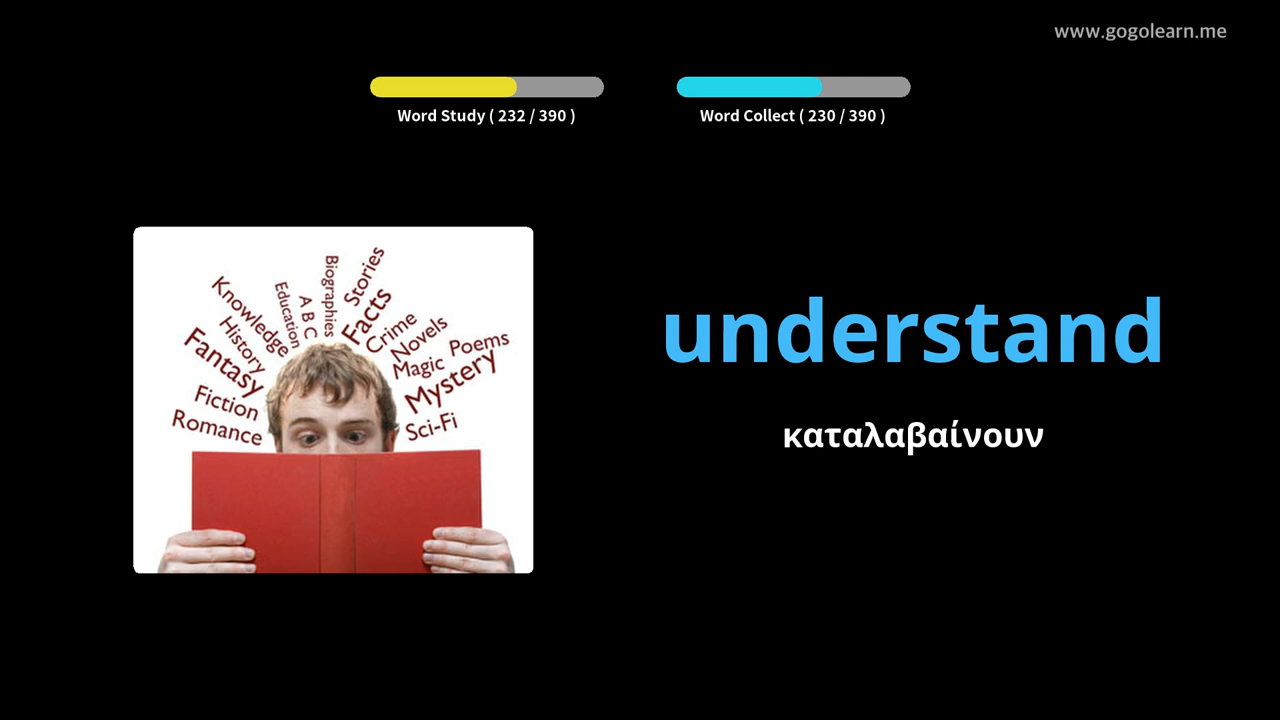 www.gogolearn.me
Word Study ( 232 / 390 )
Word Collect ( 230 / 390 )
Biographies
Stories
Education
A B C
Facts
Knowledge
Crime
History
Novels
Fantasy
Magic
Poems
Mystery
Fiction
Romance
Sci-Fi
understand
καταλαβαίνουν